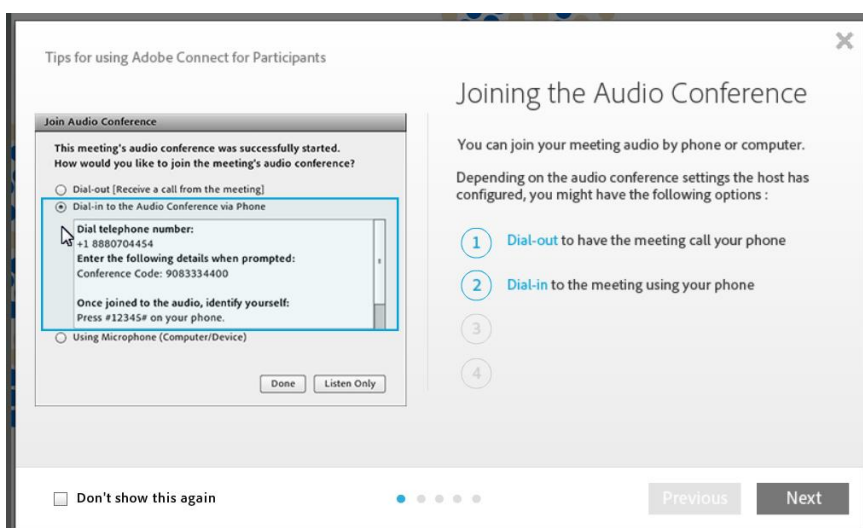 Tips for using Adobe Connect for Participants
Join Audio Conference
This meeting's audio conference was successfully started.
How would you like to join the meeting's audio conference?
Dial-out [Receive a call from the meeting]
Dial-in to the Audio Conference via Phone
Dial telephone number:
+1 8880704454
Enter the following details when prompted:
Conference Code: 9083334400
Once joined to the audio, identify yourself:
Press #12345# on your phone.
Using Microphone (Computer/Device)
Done
Listen Only
Joining the Audio Conference
You can join your meeting audio by phone or computer.
Depending on the audio conference settings the host has
configured, you might have the following options :
1 Dial-out to have the meeting call your phone
2 Dial-in to the meeting using your phone
3
4
Don't show this again
Previous
Next